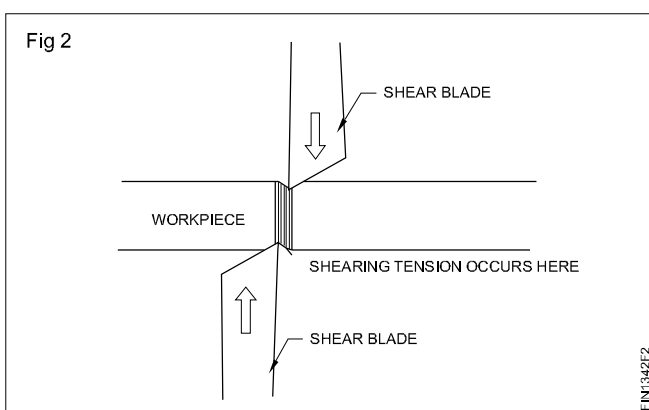 Fig 2
SHEAR BLADE
WORKPIECE
SHEARING TENSION OCCURS HERE
SHEAR BLADE
FIN1342F2